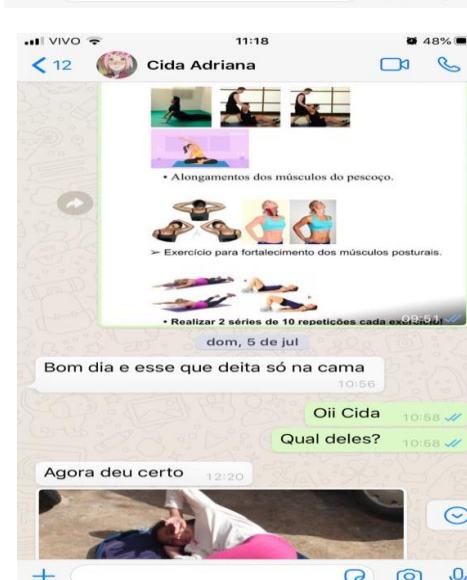 VIVO 11:18 48%
12 Cida Adriana
• Alongamentos dos músculos do pescoço.
➢ Exercício para fortalecimento dos músculos posturais.
• Realizar 2 séries de 10 repetições cada exercício!
09:51
dom, 5 de jul
Bom dia e esse que deita só na cama
10:56
Oii Cida 10:58
Qual deles? 10:58
Agora deu certo 12:20